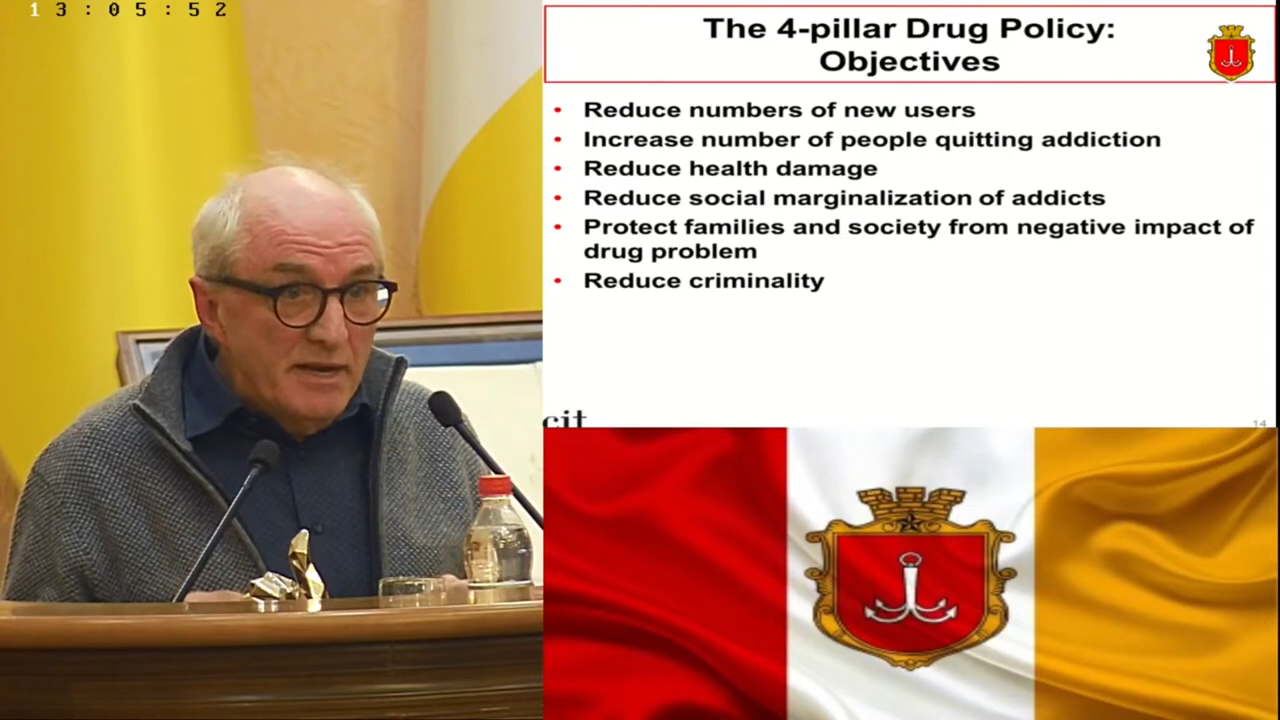 1 3 : 0 5 : 5 2
The 4-pillar Drug Policy:
Objectives
• Reduce numbers of new users
• Increase number of people quitting addiction
• Reduce health damage
• Reduce social marginalization of addicts
• Protect families and society from negative impact of
drug problem
• Reduce criminality
cit
14